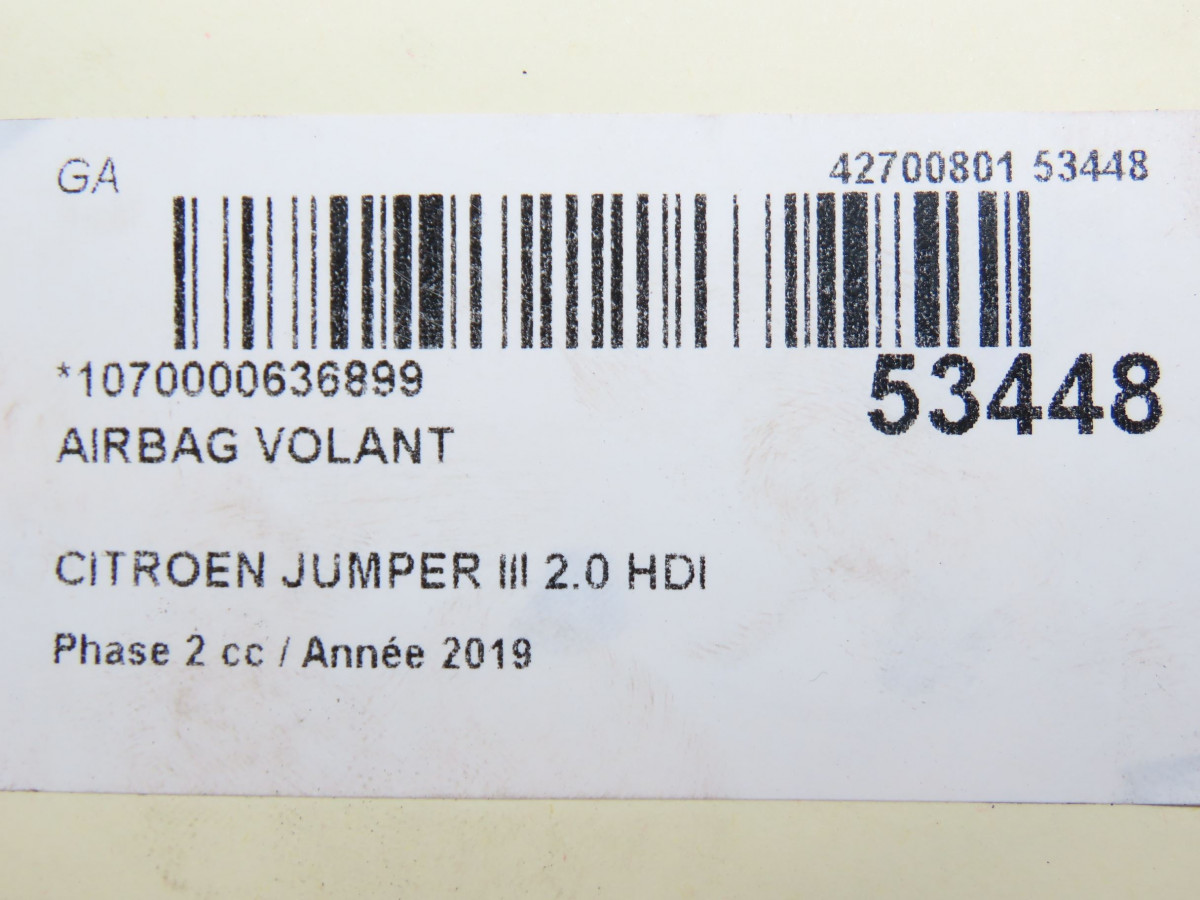 GA
42700801 53448
*1070000636899
53448
AIRBAG VOLANT
CITROEN JUMPER III 2.0 HDI
Phase 2 cc / Année 2019